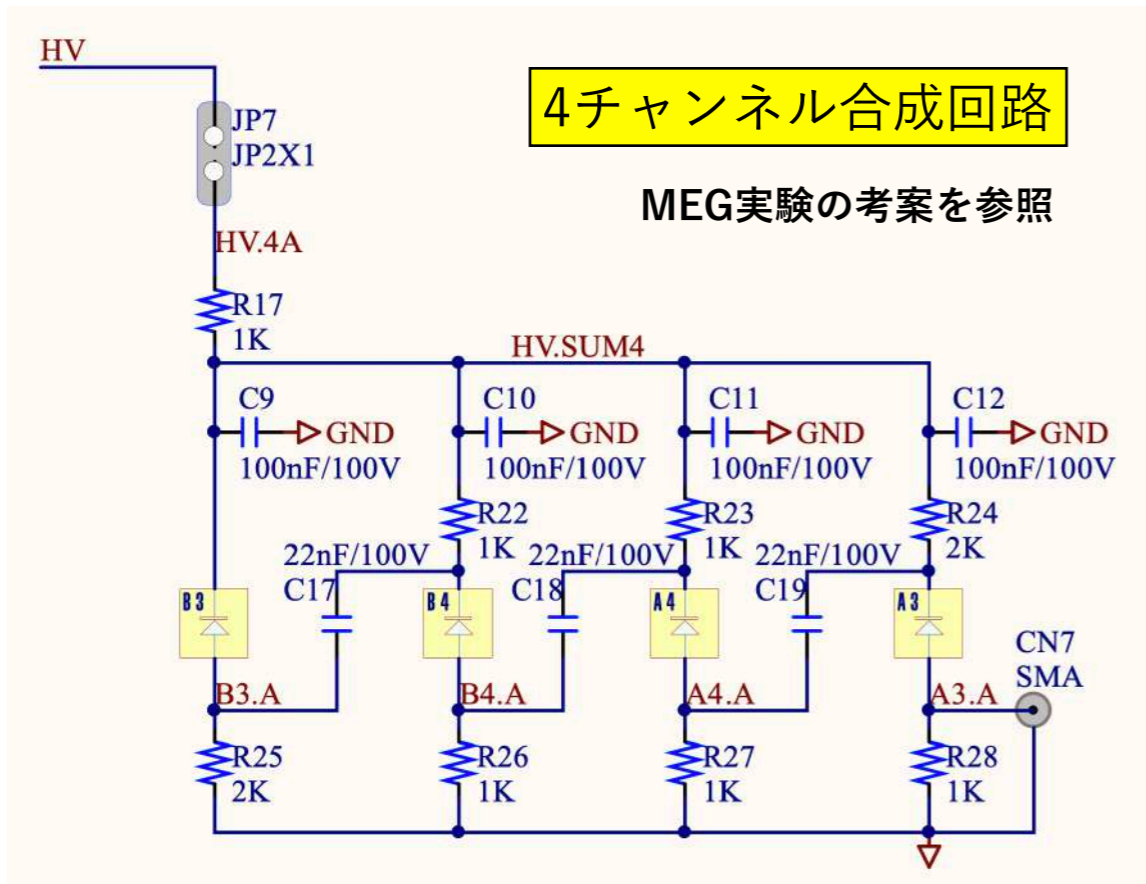 HV
4チャンネル合成回路
JP7
JP2X1
MEG実験の考案を参照
HV.4A
R17
1K
HV.SUM4
C9
GND
100nF/100V
C10
GND
100nF/100V
C11
GND
100nF/100V
C12
GND
100nF/100V
R22
1K
R23
1K
R24
2K
22nF/100V
C17
22nF/100V
C18
22nF/100V
C19
B3
B4
A4
A3
CN7
SMA
B3.A
B4.A
A4.A
A3.A
R25
2K
R26
1K
R27
1K
R28
1K